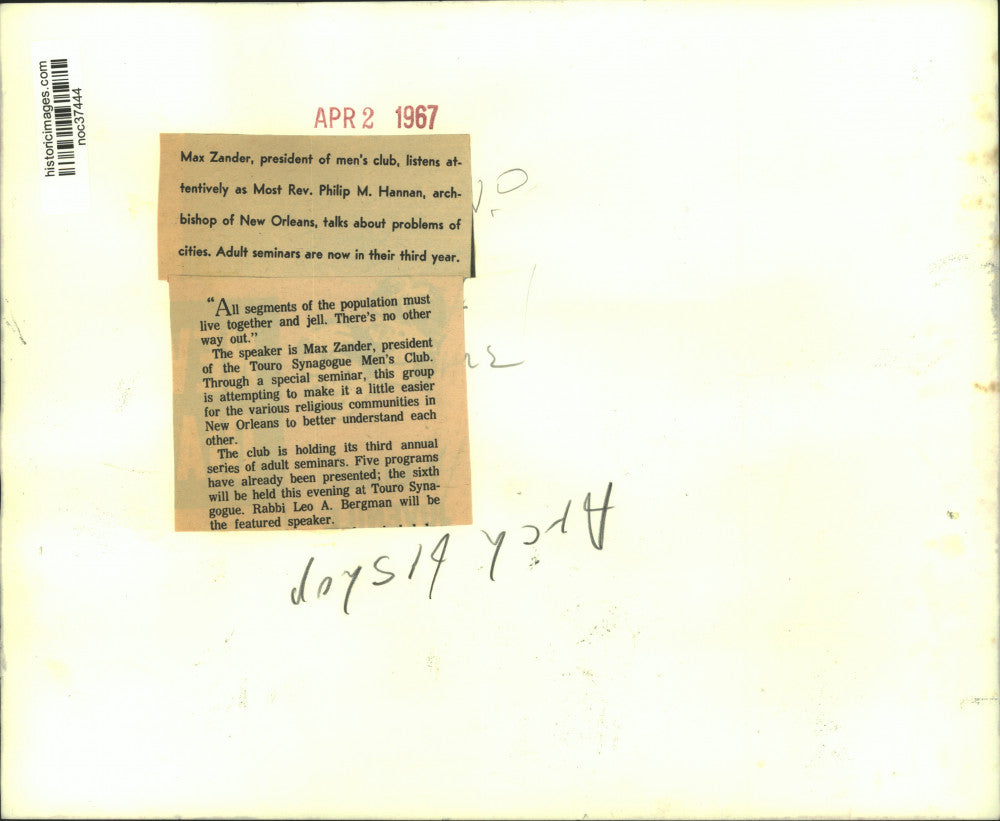 historicimages.com
noc37444
APR 2 1967
Max Zander, president of men's club, listens at-
tentively as Most Rev. Philip M. Hannan, arch-
bishop of New Orleans, talks about problems of
cities. Adult seminars are now in their third year.
"All segments of the population must
live together and jell. There's no other
way out."
The speaker is Max Zander, president
of the Touro Synagogue Men's Club.
Through a special seminar, this group
is attempting to make it a little easier
for the various religious communities in
New Orleans to better understand each
other.
The club is holding its third annual
series of adult seminars. Five programs
have already been presented; the sixth
will be held this evening at Touro Syna-
gogue. Rabbi Leo A. Bergman will be
the featured speaker.
Arch bishop